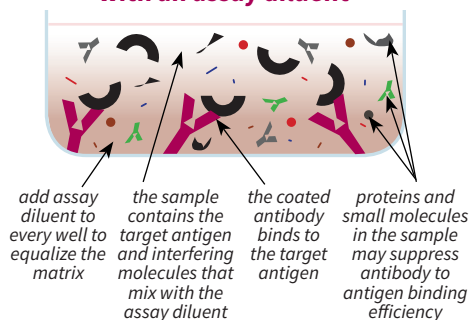 with an assay diluent
add assay
diluent to
every well to
equalize the
matrix
the sample
contains the
target antigen
and interfering
molecules that
mix with the
assay diluent
the coated
antibody
binds to
the target
antigen
proteins and
small molecules
in the sample
may suppress
antibody to
antigen binding
efficiency